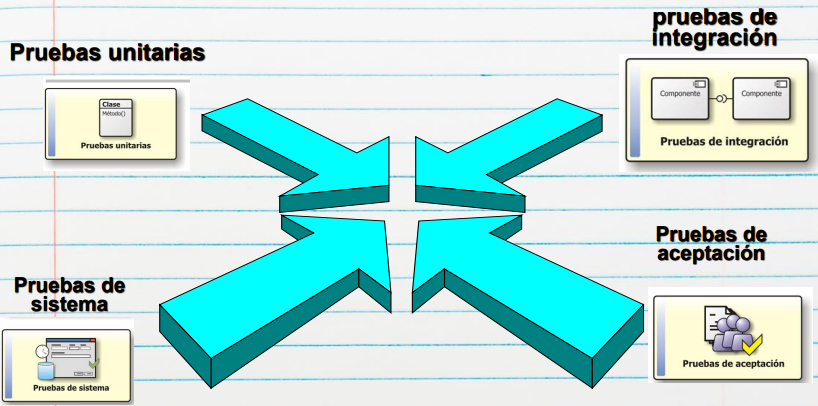 Pruebas unitarias
Clase
Método()
Pruebas unitarias
pruebas de
integración
Componente
Componente
Pruebas de integración
Pruebas de
sistema
Pruebas de sistema
Pruebas de
aceptación
Pruebas de aceptación